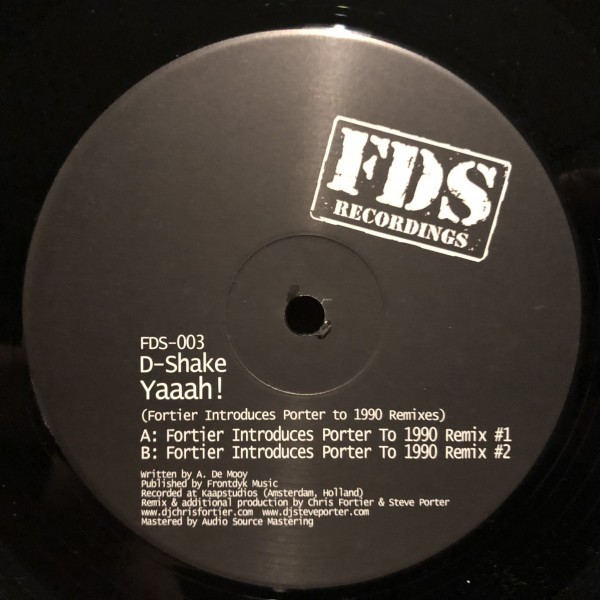 FDS
RECORDINGS
FDS-003
D-Shake
Yaaah!
(Fortier Introduces Porter to 1990 Remixes)
A: Fortier Introduces Porter To 1990 Remix #1
B: Fortier Introduces Porter To 1990 Remix #2
Written by A. De Mooy
Published by Frontdyk Music
Recorded at Kaapstudios (Amsterdam, Holland)
Remix & additional production by Chris Fortier & Steve Porter
www.djchrisfortier.com www.djsteveporter.com
Mastered by Audio Source Mastering